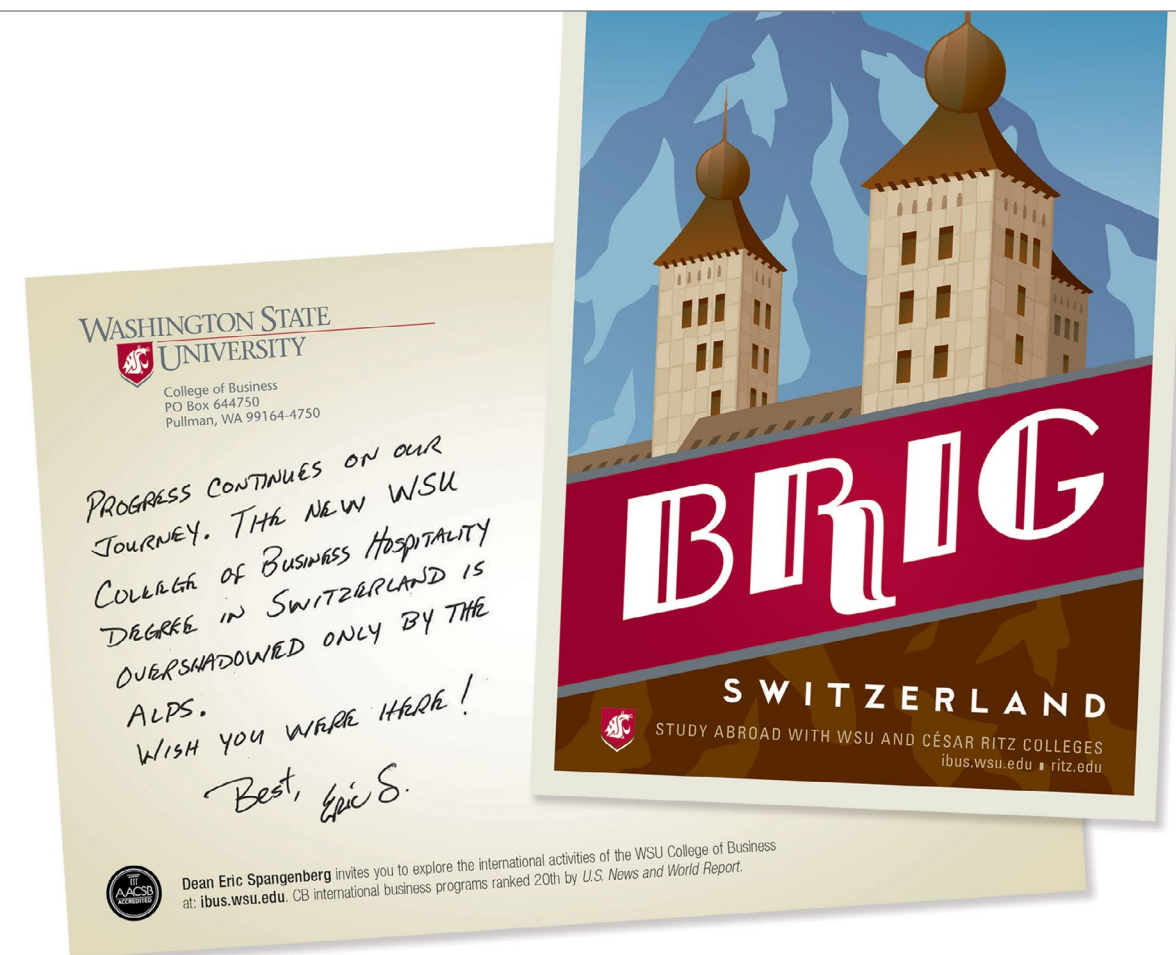 WASHINGTON STATE
UNIVERSITY
College of Business
PO Box 644750
Pullman, WA 99164-4750
PROGRESS CONTINUES ON OUR
JOURNEY. THE NEW WSU
COLLEGE OF BUSINESS HOSPITALITY
DEGREE IN SWITZERLAND IS
OVERSHADOWED ONLY BY THE
ALPS.
WISH YOU WERE HERE!
Best, Eric S.
AACSB
ACCREDITED
Dean Eric Spangenberg invites you to explore the international activities of the WSU College of Business
at: ibus.wsu.edu. CB international business programs ranked 20th by U.S. News and World Report.
BRIG
SWITZERLAND
STUDY ABROAD WITH WSU AND CÉSAR RITZ COLLEGES
ibus.wsu.edu ∎ ritz.edu